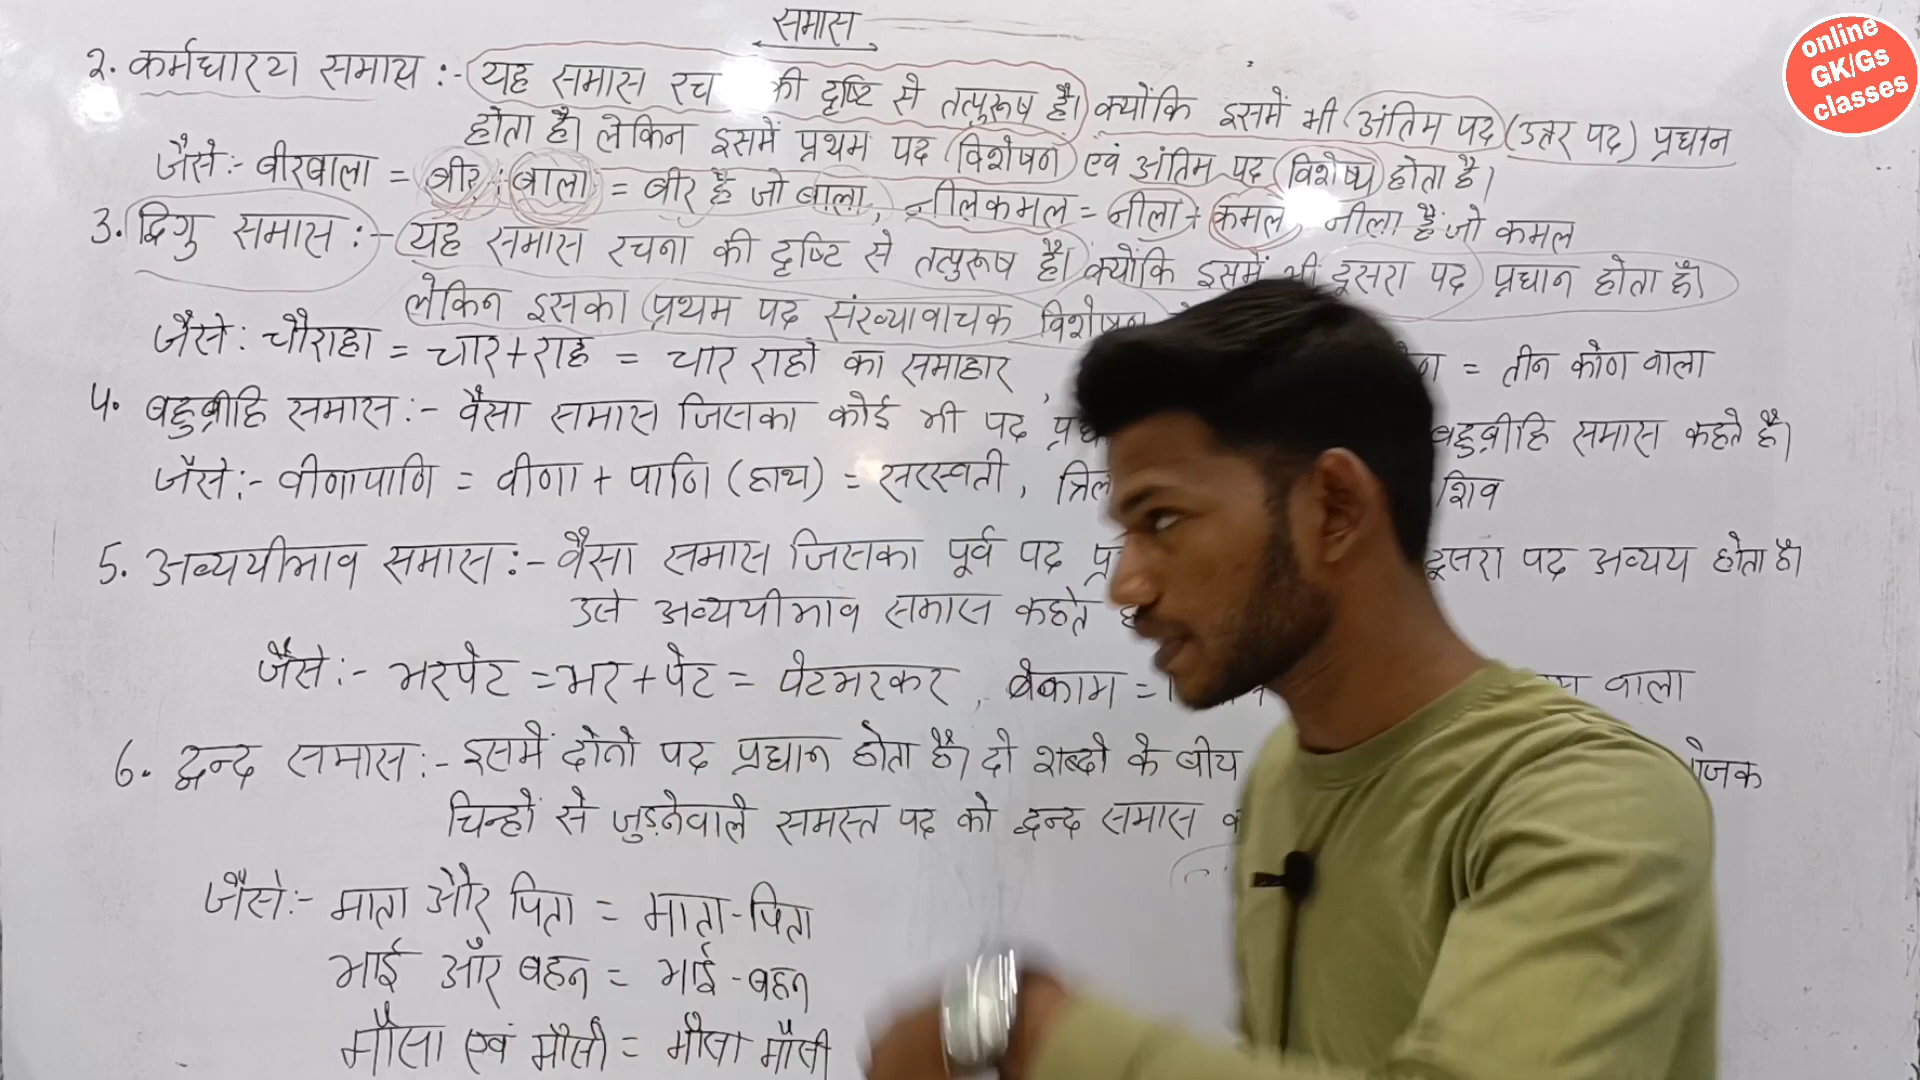 समास
२. कर्मधारय समास :- यह समास रच की दृष्टि से तत्पुरूष है। क्योंकि इसमें भी अंतिम पद (उत्तर पद) प्रधान
होता है। लेकिन इसमें प्रथम पद विशेषण एवं अंतिम पद विशेष्य होता है।
जैसे:- वीरबाला = वीर + बाला = वीर है जो बाला, नीलकमल = नीला + कमल, नीला है जो कमल
3. द्विगु समास :- यह समास रचना की दृष्टि से तत्पुरूष है। क्योंकि इसमें भी दूसरा पद प्रधान होता है।
लेकिन इसका प्रथम पद संख्यावाचक विशेषण
जैसे: चौराहा = चार+राह = चार राहों का समाहार, = तीन कोण वाला
4. बहुब्रीहि समास:- वैसा समास जिसका कोई भी पद बहुब्रीहि समास कहते है।
जैसे:- वीणापाणि = वीणा + पाणि (हाथ) = सरस्वती, शिव
5. अव्ययीभाव समास:- वैसा समास जिसका पूर्व पद दूसरा पद अव्यय होता है।
उसे अव्ययीभाव समास कहते
जैसे:- भरपेट = भर + पेट = पेटभरकर, बेकाम = वाला
6. द्वन्द समास:- इसमें दोनो पद प्रधान होता है। दो शब्दो के बीच
चिन्हों से जुड़नेवाले समस्त पद को द्वन्द समास
जैसे:- माता और पिता = माता-पिता
भाई और बहन = भाई-बहन
मौसा एवं मौसी = मौसा मौसी
online
GK/Gs
classes